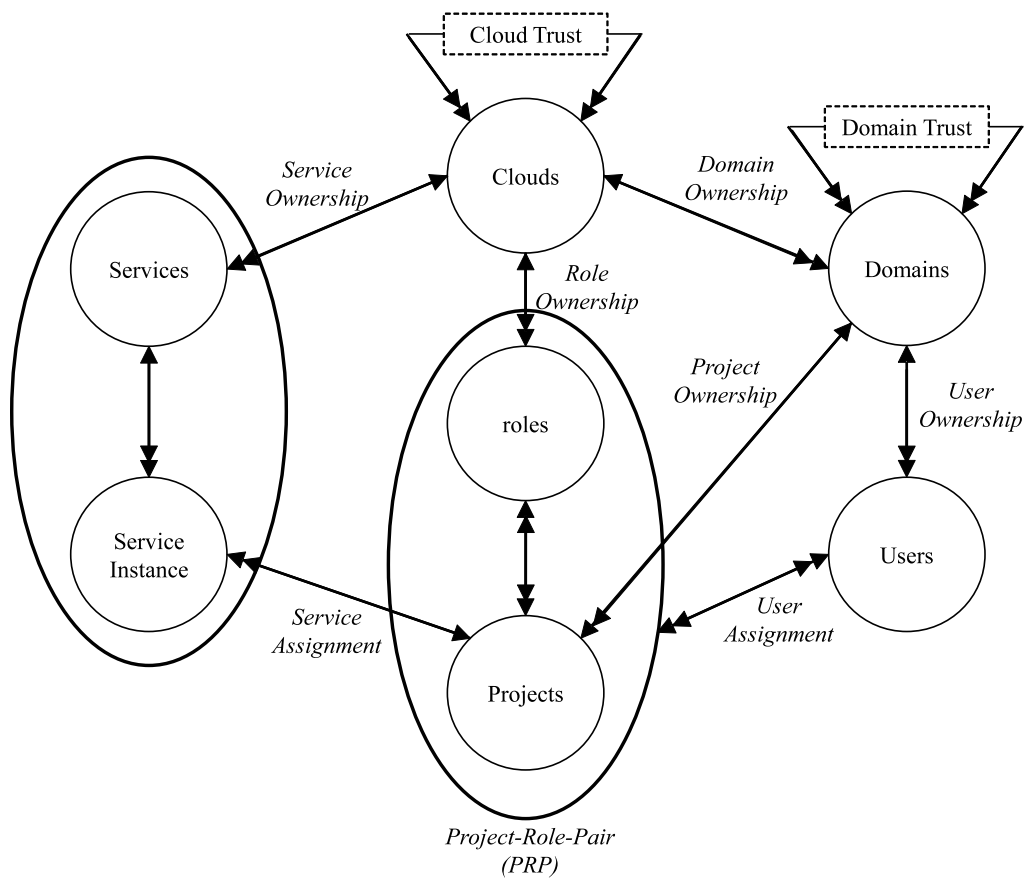 Cloud Trust
Domain Trust
Service
Ownership
Clouds
Domain
Ownership
Services
Domains
Role
Ownership
Project
Ownership
User
Ownership
roles
Service
Instance
Users
Service
Assignment
User
Assignment
Projects
Project-Role-Pair
(PRP)